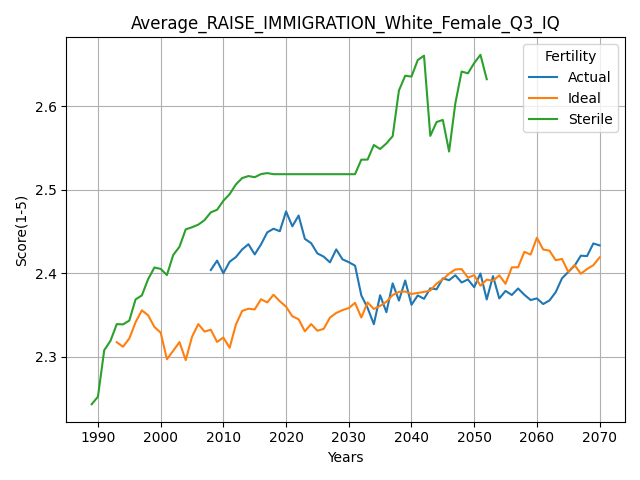 Average_RAISE_IMMIGRATION_White_Female_Q3_IQ
Fertility
Actual
Ideal
Sterile
Score(1-5)
2.6
2.5
2.4
2.3
1990 2000 2010 2020 2030 2040 2050 2060 2070
Years